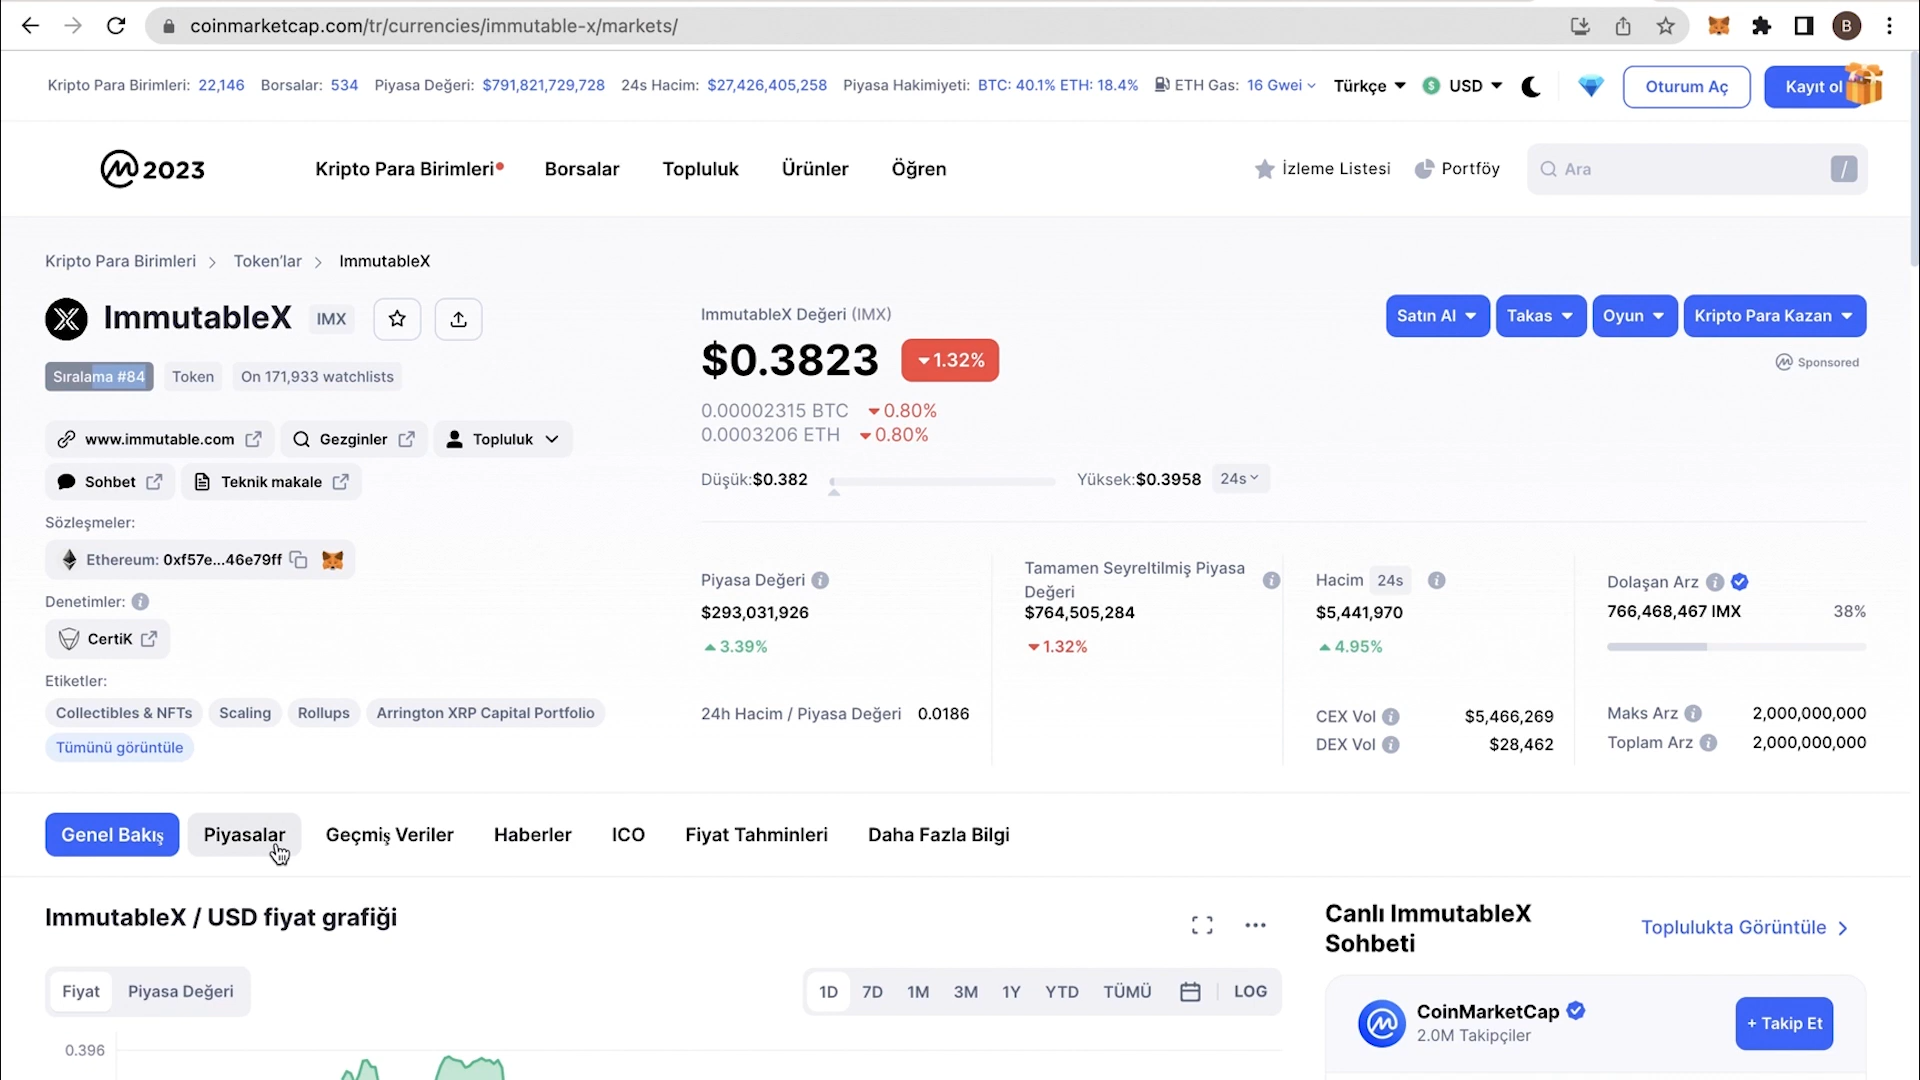 coinmarketcap.com/tr/currencies/immutable-x/markets/
B
Kripto Para Birimleri: 22,146 Borsalar: 534 Piyasa Değeri: $791,821,729,728 24s Hacim: $27,426,405,258 Piyasa Hakimiyeti: BTC: 40.1% ETH: 18.4% ETH Gas: 16 Gwei Türkçe USD Oturum Aç Kayıt ol
2023 Kripto Para Birimleri Borsalar Topluluk Ürünler Öğren İzleme Listesi Portföy Ara /
Kripto Para Birimleri > Token'lar > ImmutableX
ImmutableX IMX
Sıralama #84 Token On 171,933 watchlists
www.immutable.com Gezginler Topluluk
Sohbet Teknik makale
Sözleşmeler:
Ethereum: 0xf57e...46e79ff
Denetimler:
CertiK
Etiketler:
Collectibles & NFTs Scaling Rollups Arrington XRP Capital Portfolio
Tümünü görüntüle
ImmutableX Değeri (IMX)
$0.3823 1.32%
0.00002315 BTC 0.80%
0.0003206 ETH 0.80%
Düşük:$0.382 Yüksek:$0.3958 24s
Satın Al Takas Oyun Kripto Para Kazan
Sponsored
Piyasa Değeri
$293,031,926
3.39%
24h Hacim / Piyasa Değeri 0.0186
Tamamen Seyreltilmiş Piyasa
Değeri
$764,505,284
1.32%
Hacim 24s
$5,441,970
4.95%
CEX Vol $5,466,269
DEX Vol $28,462
Dolaşan Arz
766,468,467 IMX 38%
Maks Arz 2,000,000,000
Toplam Arz 2,000,000,000
Genel Bakış Piyasalar Geçmiş Veriler Haberler ICO Fiyat Tahminleri Daha Fazla Bilgi
ImmutableX / USD fiyat grafiği
Fiyat Piyasa Değeri 1D 7D 1M 3M 1Y YTD TÜMÜ LOG
0.396
Canlı ImmutableX
Sohbeti
Toplulukta Görüntüle
CoinMarketCap
2.0M Takipçiler
+ Takip Et